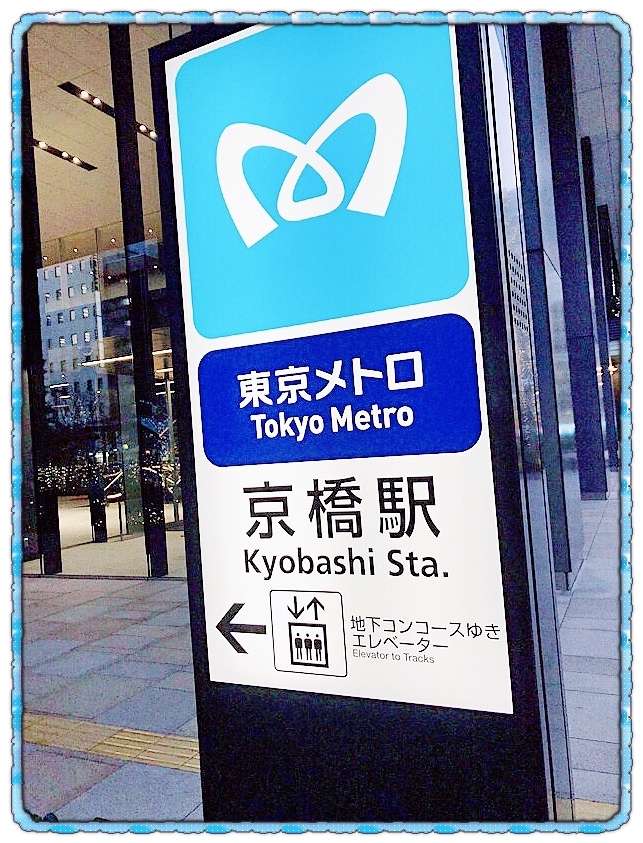 東京メトロ
Tokyo Metro
京橋駅
Kyobashi Sta.
地下コンコースゆき
エレベーター
Elevator to Tracks